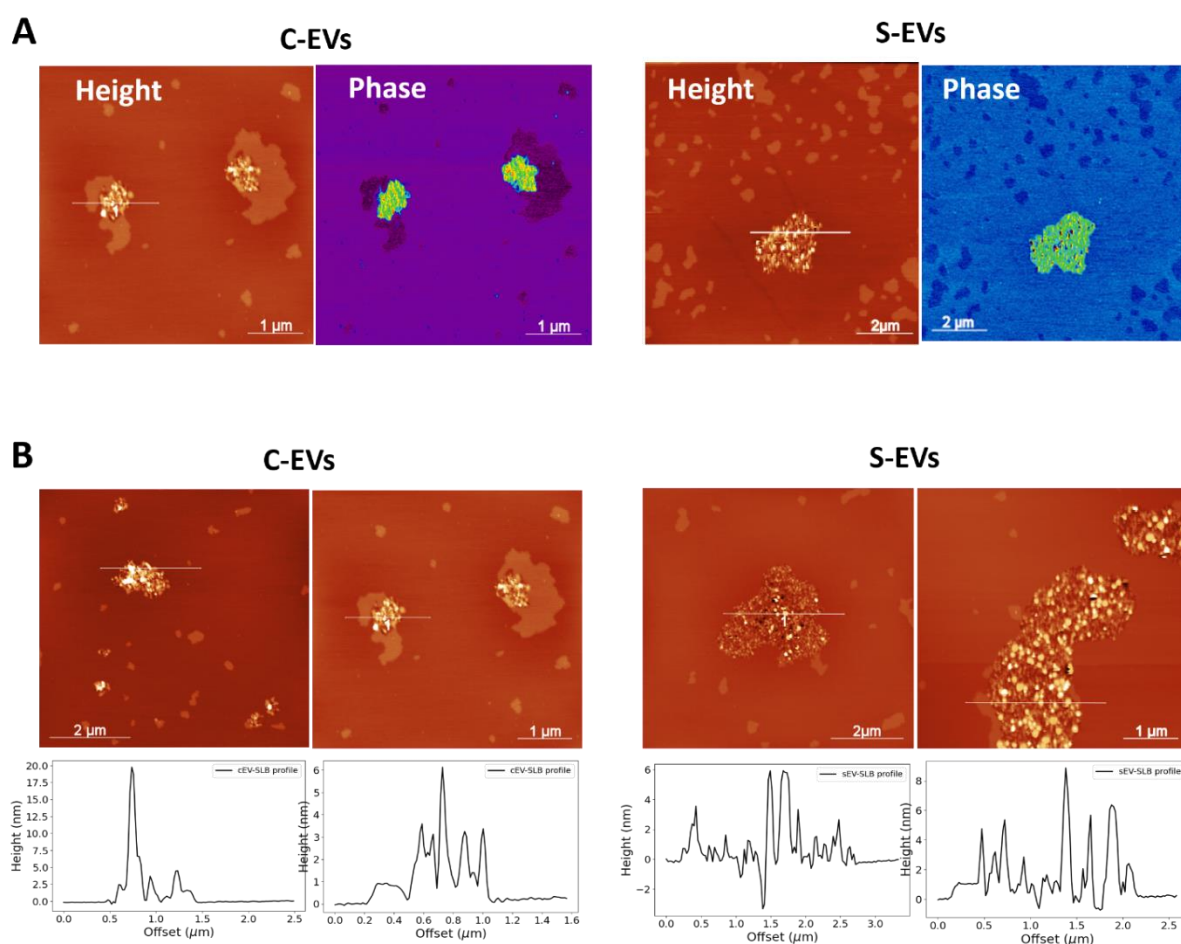 A
C-EVs
S-EVs
Height
Phase
Height
Phase
1 µm
1 µm
2µm
2 µm
B
C-EVs
S-EVs
2 µm
1 µm
2µm
1 µm
cEV-SLB profile
20.0
17.5
15.0
12.5
10.0
7.5
5.0
2.5
0.0
Height (nm)
0.0 0.5 1.0 1.5 2.0 2.5
Offset (µm)
cEV-SLB profile
6
5
4
3
2
1
0
Height (nm)
0.0 0.2 0.4 0.6 0.8 1.0 1.2 1.4 1.6
Offset (µm)
sEV-SLB profile
6
4
2
0
−2
Height (nm)
0.0 0.5 1.0 1.5 2.0 2.5 3.0
Offset (µm)
sEV-SLB profile
8
6
4
2
0
Height (nm)
0.0 0.5 1.0 1.5 2.0 2.5
Offset (µm)